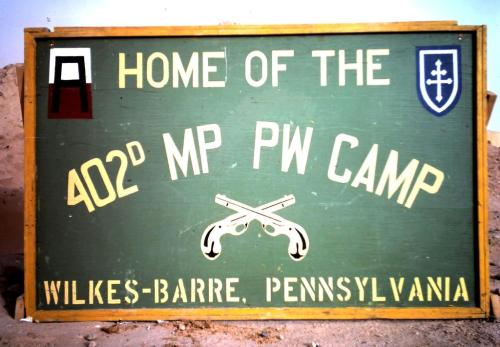 A HOME OF THE
402D MP PW CAMP
WILKES-BARRE, PENNSYLVANIA